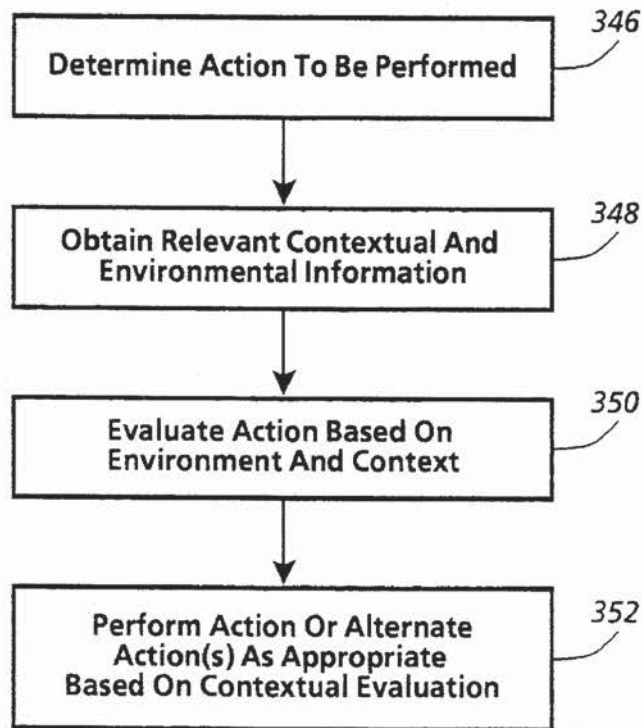 346
Determine Action To Be Performed
348
Obtain Relevant Contextual And
Environmental Information
350
Evaluate Action Based On
Environment And Context
352
Perform Action Or Alternate
Action(s) As Appropriate
Based On Contextual Evaluation